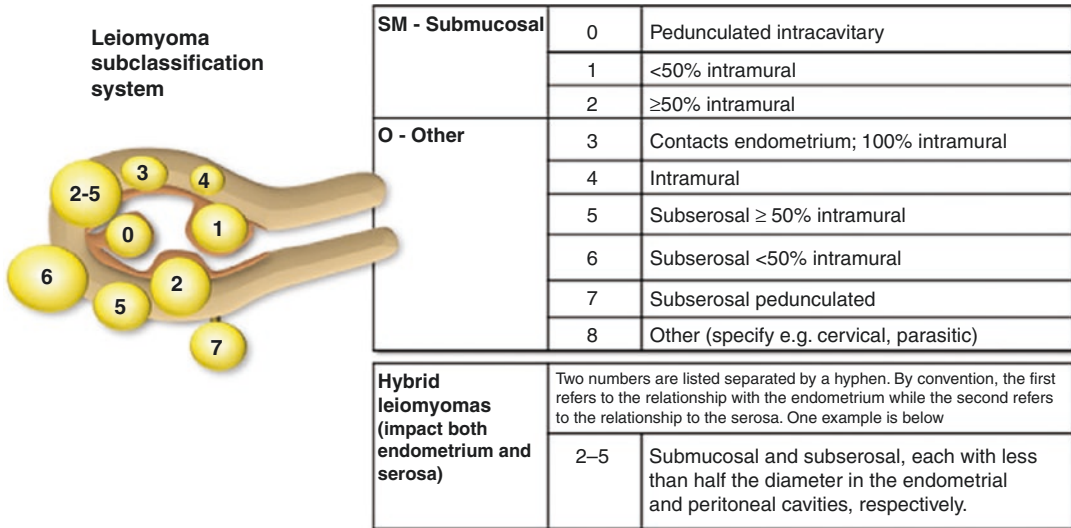 Leiomyoma
subclassification
system
3
4
2-5
0
1
6
2
5
7
SM - Submucosal
0 Pedunculated intracavitary
1 <50% intramural
2 ≥50% intramural
O - Other
3 Contacts endometrium; 100% intramural
4 Intramural
5 Subserosal ≥ 50% intramural
6 Subserosal <50% intramural
7 Subserosal pedunculated
8 Other (specify e.g. cervical, parasitic)
Hybrid
leiomyomas
(impact both
endometrium and
serosa)
Two numbers are listed separated by a hyphen. By convention, the first
refers to the relationship with the endometrium while the second refers
to the relationship to the serosa. One example is below
2–5 Submucosal and subserosal, each with less
than half the diameter in the endometrial
and peritoneal cavities, respectively.